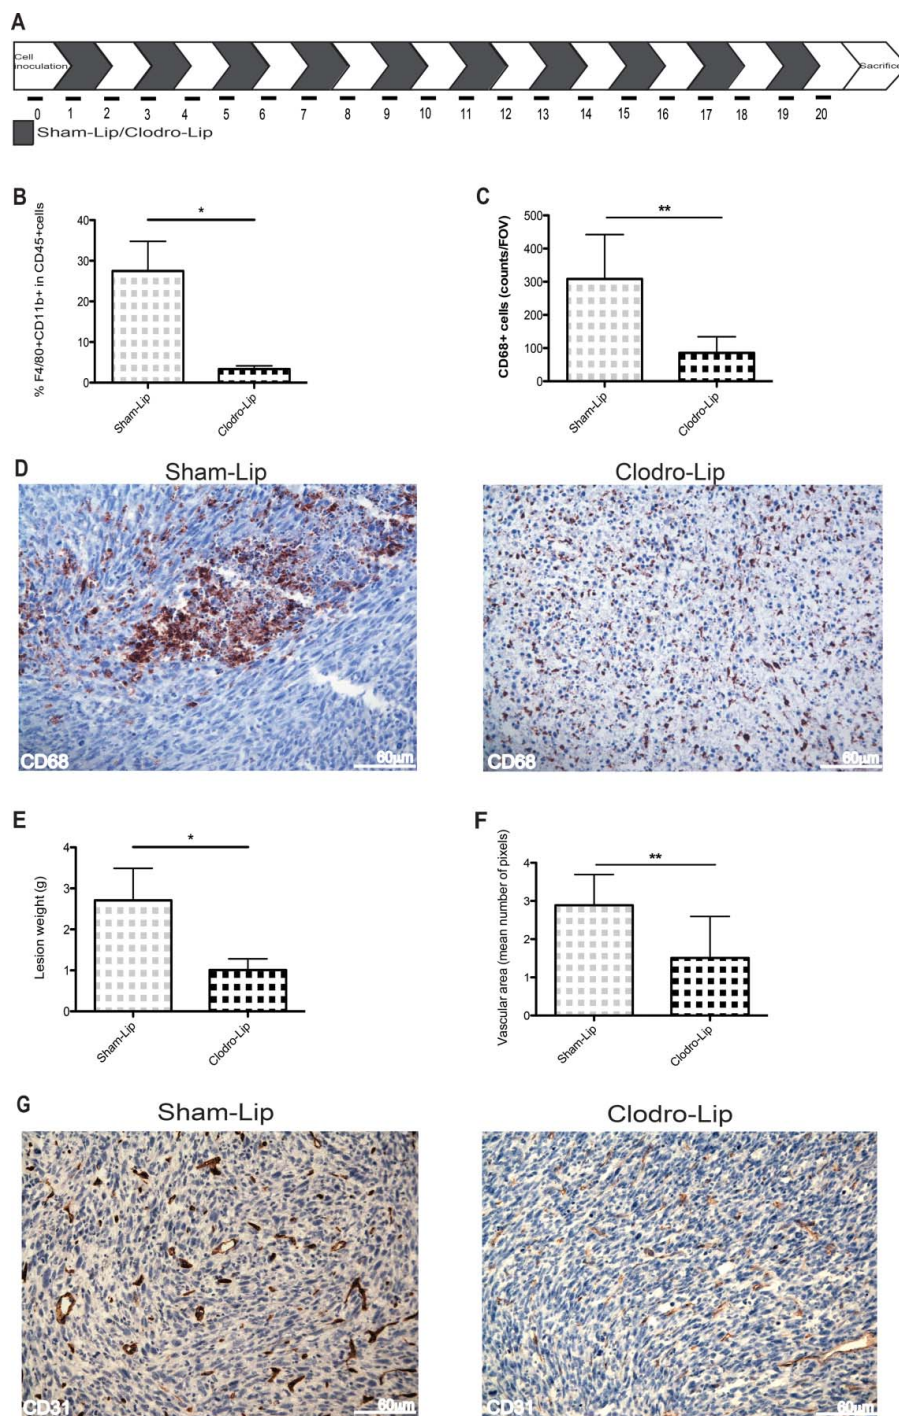 A
Cell
inoculation
Sacrifice
0 1 2 3 4 5 6 7 8 9 10 11 12 13 14 15 16 17 18 19 20
Sham-Lip/Clodro-Lip
B
% F4/80+CD11b+ in CD45+cells
40
30
20
10
0
*
Sham-Lip
Clodro-Lip
C
CD68+ cells (counts/FOV)
500
400
300
200
100
0
**
Sham-Lip
Clodro-Lip
D
Sham-Lip
Clodro-Lip
CD68
60µm
CD68
60µm
E
Lesion weight (g)
4
3
2
1
0
*
Sham-Lip
Clodro-Lip
F
Vascular area (mean number of pixels)
4
3
2
1
0
**
Sham-Lip
Clodro-Lip
G
Sham-Lip
Clodro-Lip
CD31
60µm
CD31
60µm